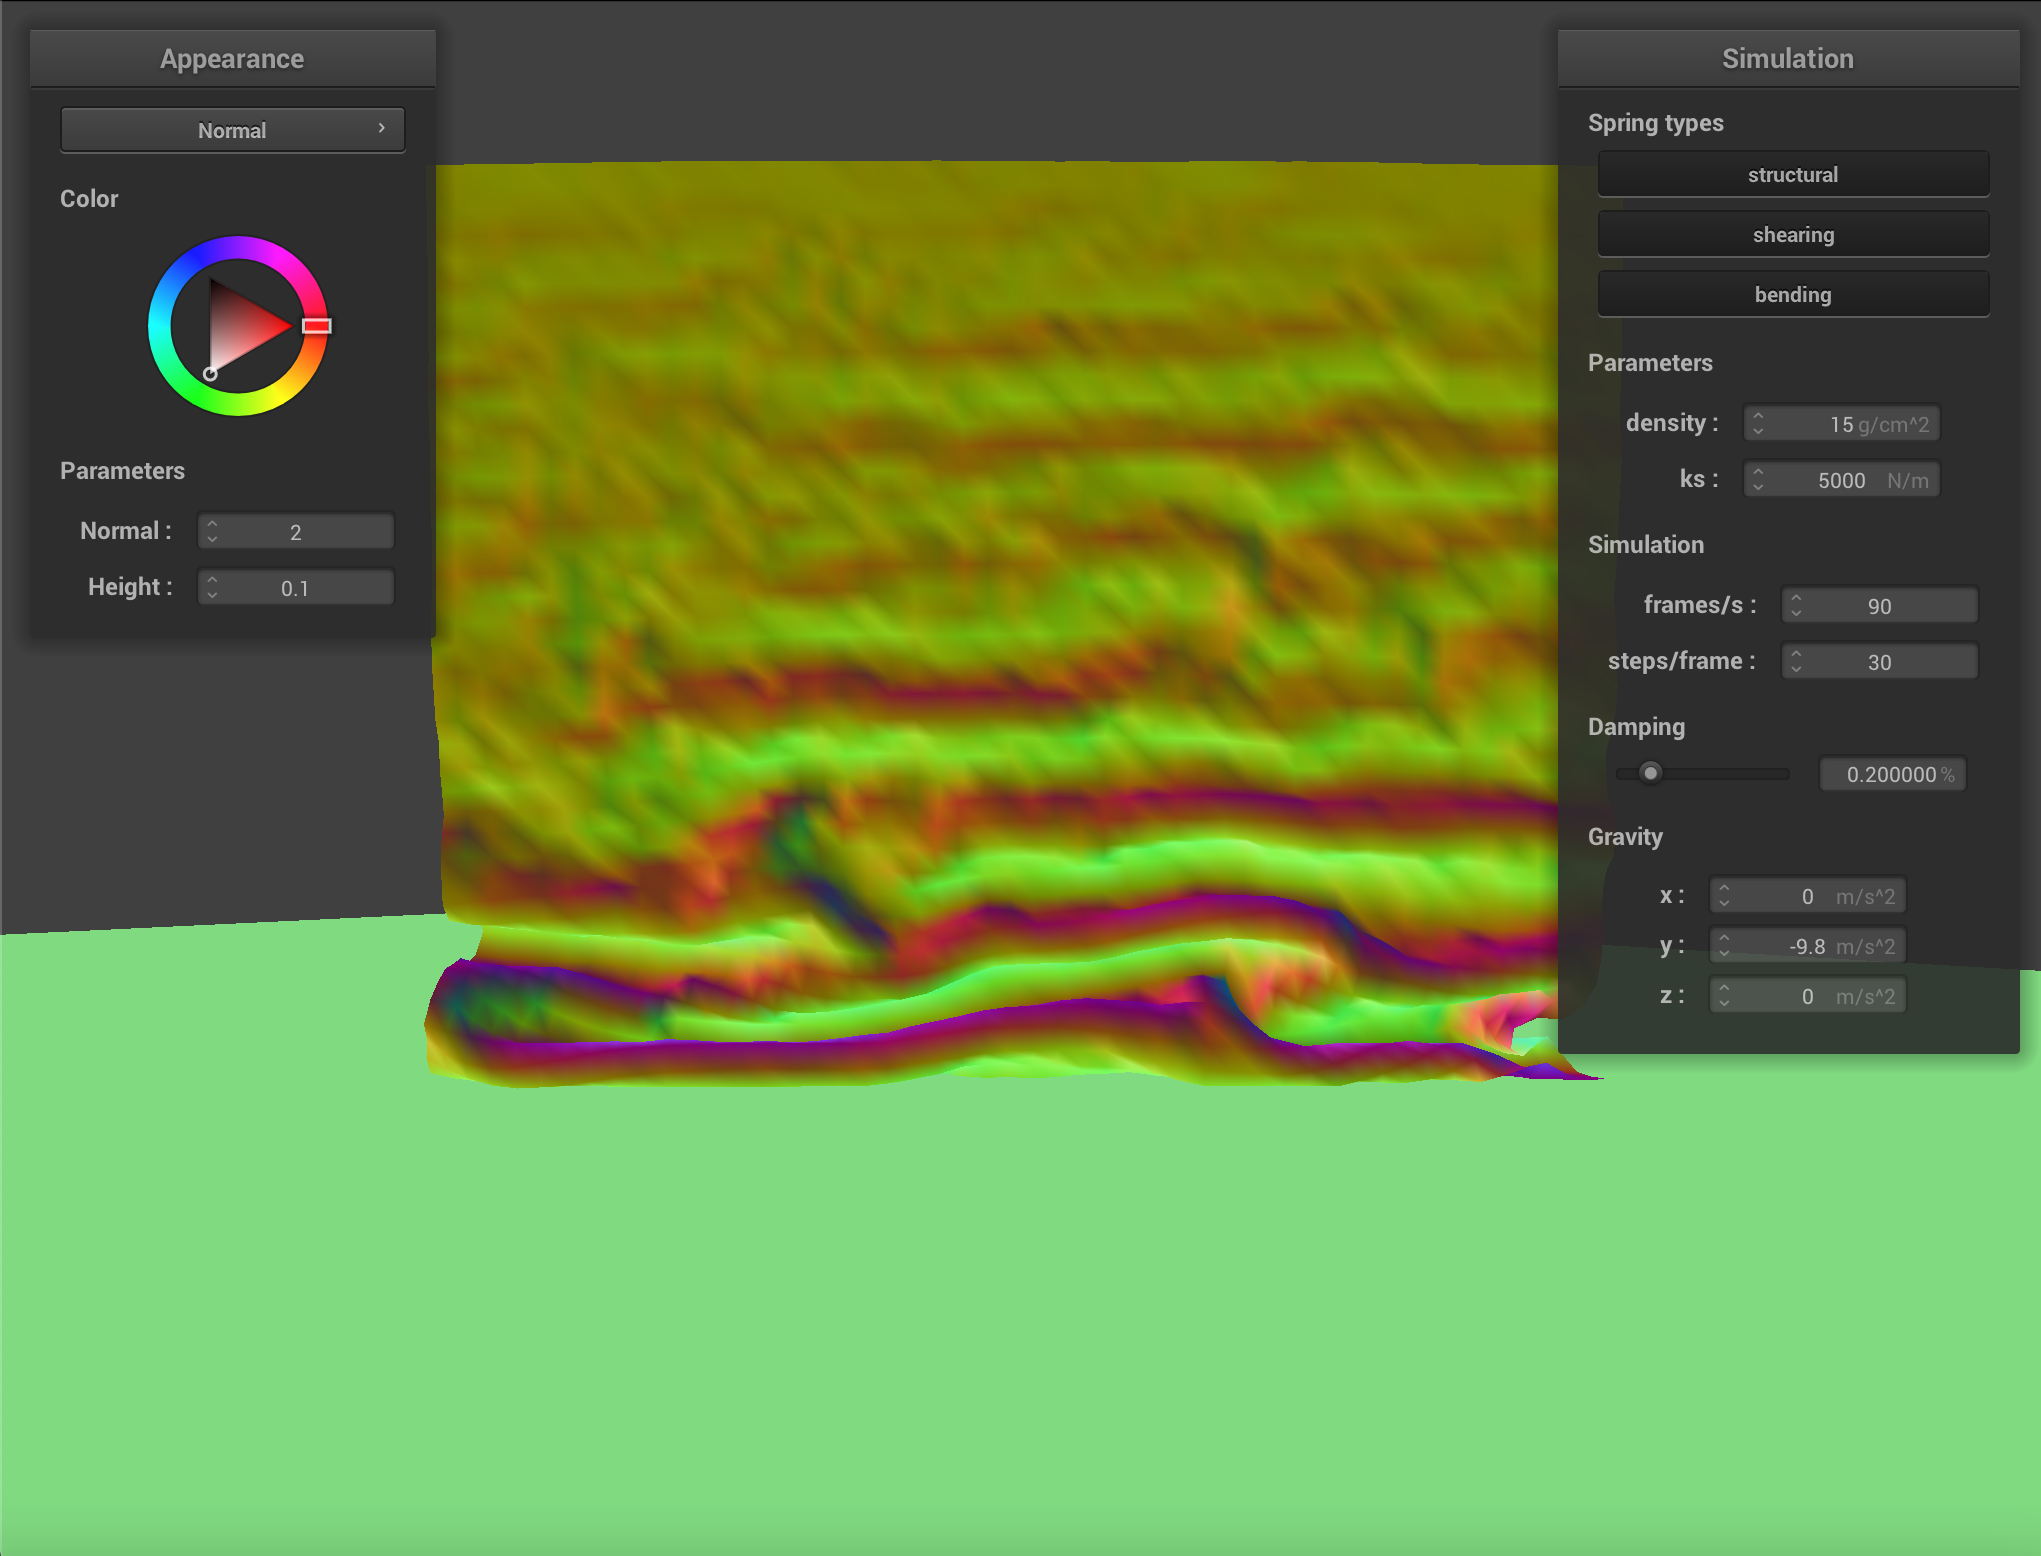 Appearance
Normal
Color
Parameters
Normal :
2
Height :
0.1
Simulation
Spring types
structural
shearing
bending
Parameters
density :
15 g/cm^2
ks :
5000 N/m
Simulation
frames/s :
90
steps/frame :
30
Damping
0.200000 %
Gravity
x :
0 m/s^2
y :
-9.8 m/s^2
z :
0 m/s^2